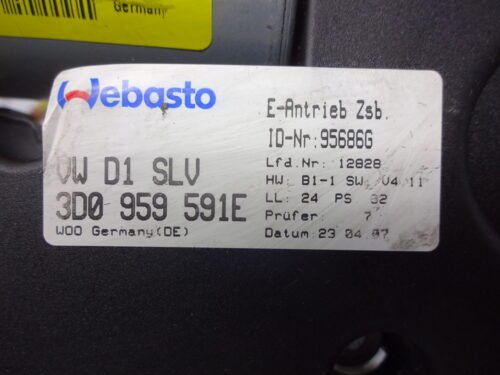 Germany
Webasto
VW D1 SLV
3D0 959 591E
WOO Germany(DE)
E-Antrieb Zsb.
ID-Nr:95686G
Lfd.Nr: 12828
HW: B1-1 SW: V4 11
LL: 24 PS 32
Prüfer: 7
Datum:23 04.07